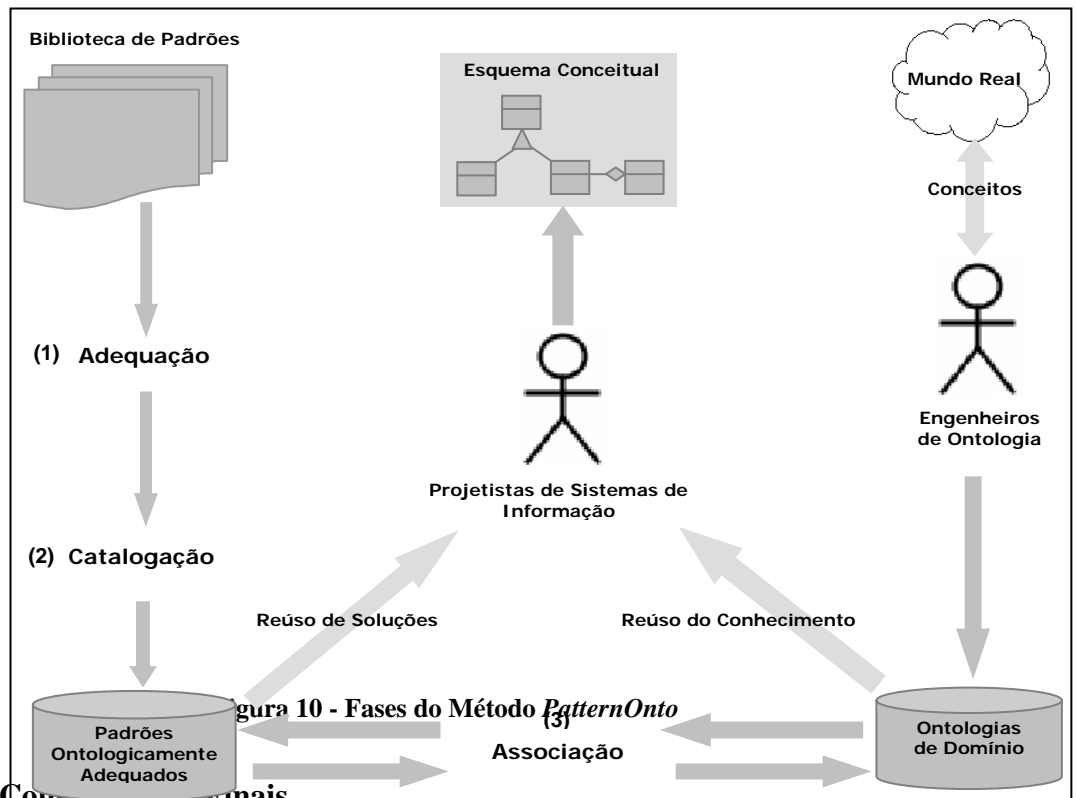 Biblioteca de Padrões
Esquema Conceitual
Mundo Real
Conceitos
(1) Adequação
Engenheiros
de Ontologia
Projetistas de Sistemas de
Informação
(2) Catalogação
Reúso de Soluções
Reúso do Conhecimento
10 - Fases do Método PatternOnto
(3)
Associação
Padrões
Ontologicamente
Adequados
Ontologias
de Domínio